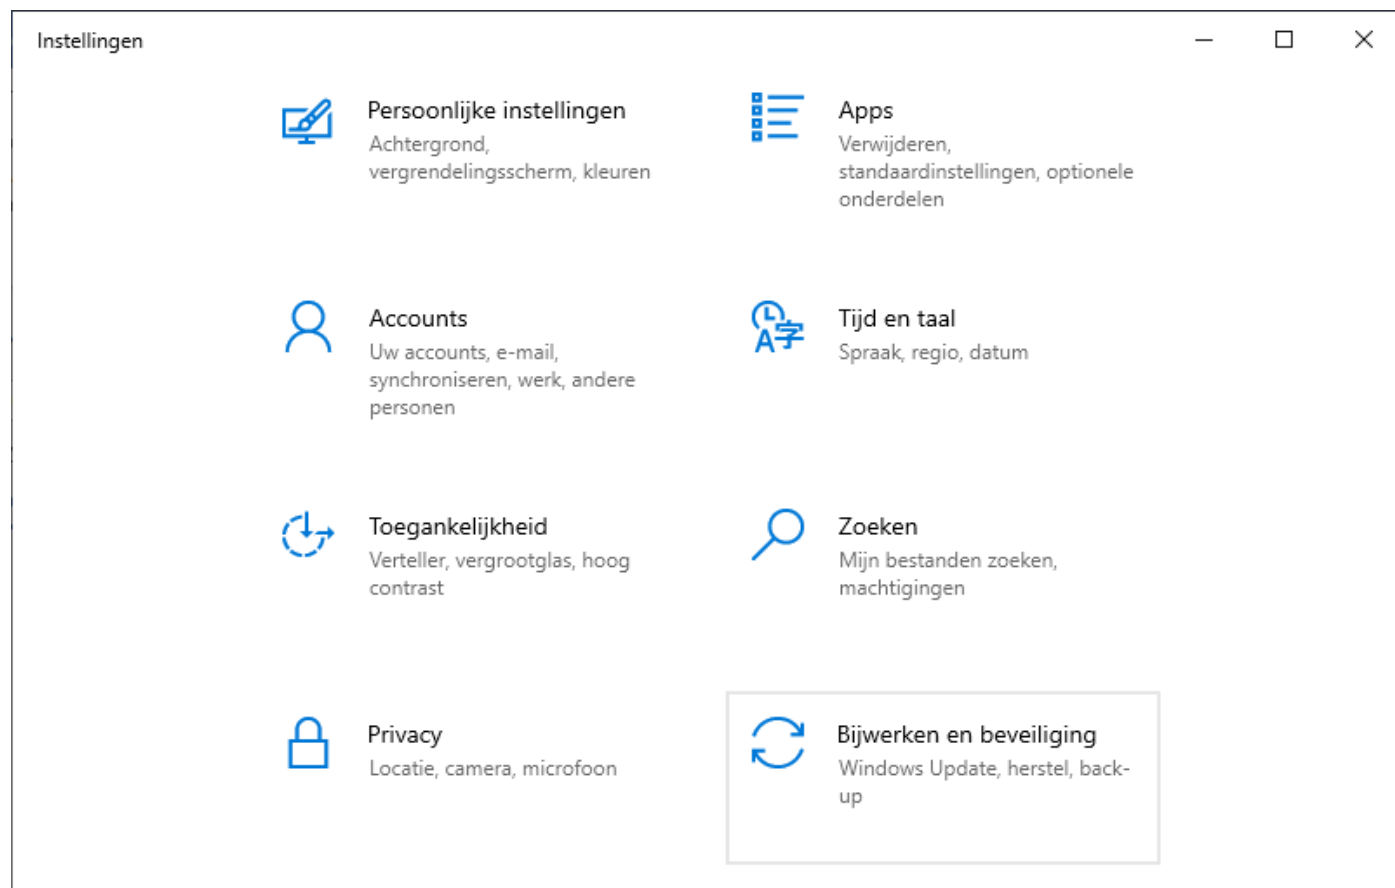 Instellingen
Persoonlijke instellingen
Achtergrond,
vergrendelingsscherm, kleuren
Apps
Verwijderen,
standaardinstellingen, optionele
onderdelen
Accounts
Uw accounts, e-mail,
synchroniseren, werk, andere
personen
Tijd en taal
Spraak, regio, datum
Toegankelijkheid
Verteller, vergrootglas, hoog
contrast
Zoeken
Mijn bestanden zoeken,
machtigingen
Privacy
Locatie, camera, microfoon
Bijwerken en beveiliging
Windows Update, herstel, back-
up